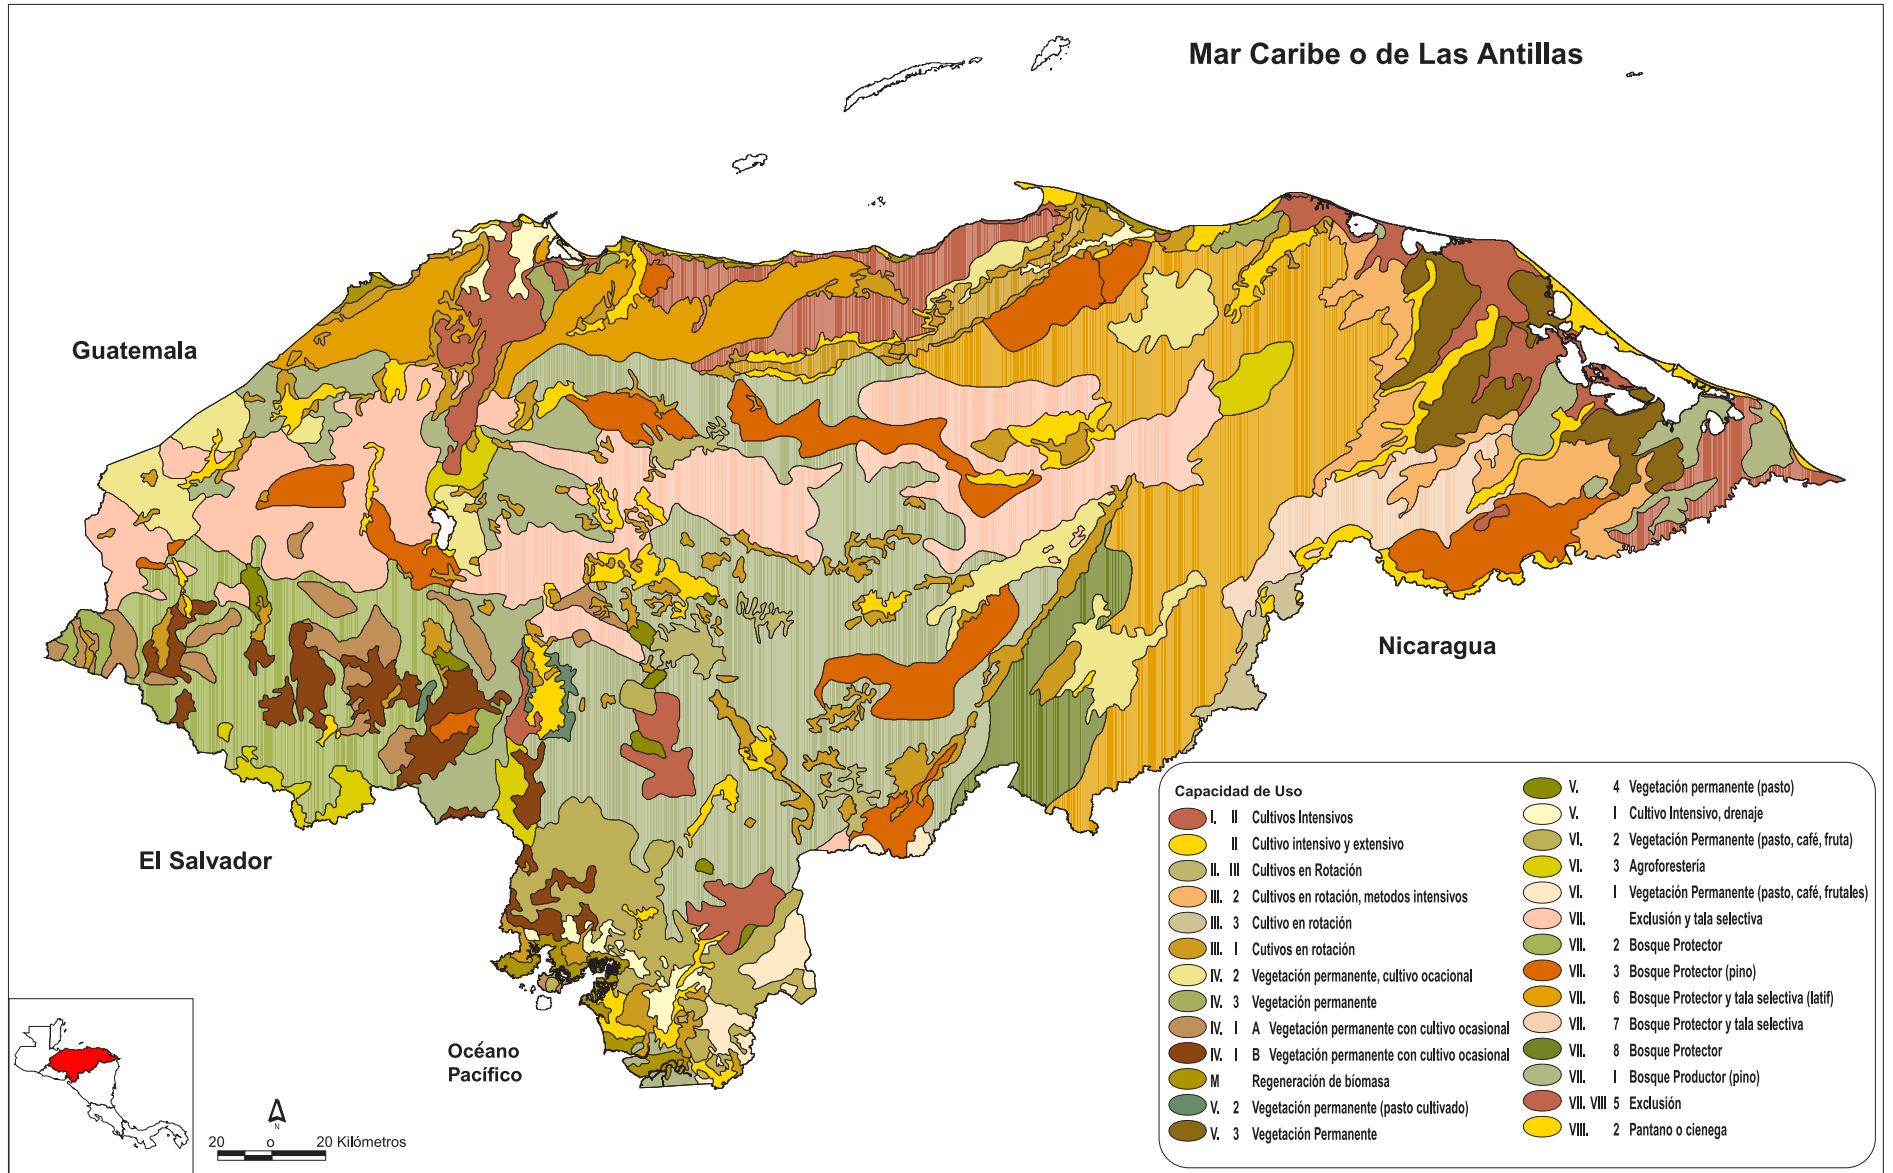 Mar Caribe o de Las Antillas
Guatemala
Nicaragua
El Salvador
Océano
Pacífico
N
20 o 20 Kilómetros
Capacidad de Uso
I. II Cultivos Intensivos
II Cultivo intensivo y extensivo
II. III Cultivos en Rotación
III. 2 Cultivos en rotación, metodos intensivos
III. 3 Cultivo en rotación
III. I Cutivos en rotación
IV. 2 Vegetación permanente, cultivo ocacional
IV. 3 Vegetación permanente
IV. I A Vegetación permanente con cultivo ocasional
IV. I B Vegetación permanente con cultivo ocasional
M Regeneración de bíomasa
V. 2 Vegetación permanente (pasto cultivado)
V. 3 Vegetación Permanente
V. 4 Vegetación permanente (pasto)
V. I Cultivo Intensivo, drenaje
VI. 2 Vegetación Permanente (pasto, café, fruta)
VI. 3 Agroforestería
VI. I Vegetación Permanente (pasto, café, frutales)
VII. Exclusión y tala selectiva
VII. 2 Bosque Protector
VII. 3 Bosque Protector (pino)
VII. 6 Bosque Protector y tala selectiva (latif)
VII. 7 Bosque Protector y tala selectiva
VII. 8 Bosque Protector
VII. I Bosque Productor (pino)
VII. VIII 5 Exclusión
VIII. 2 Pantano o cienega